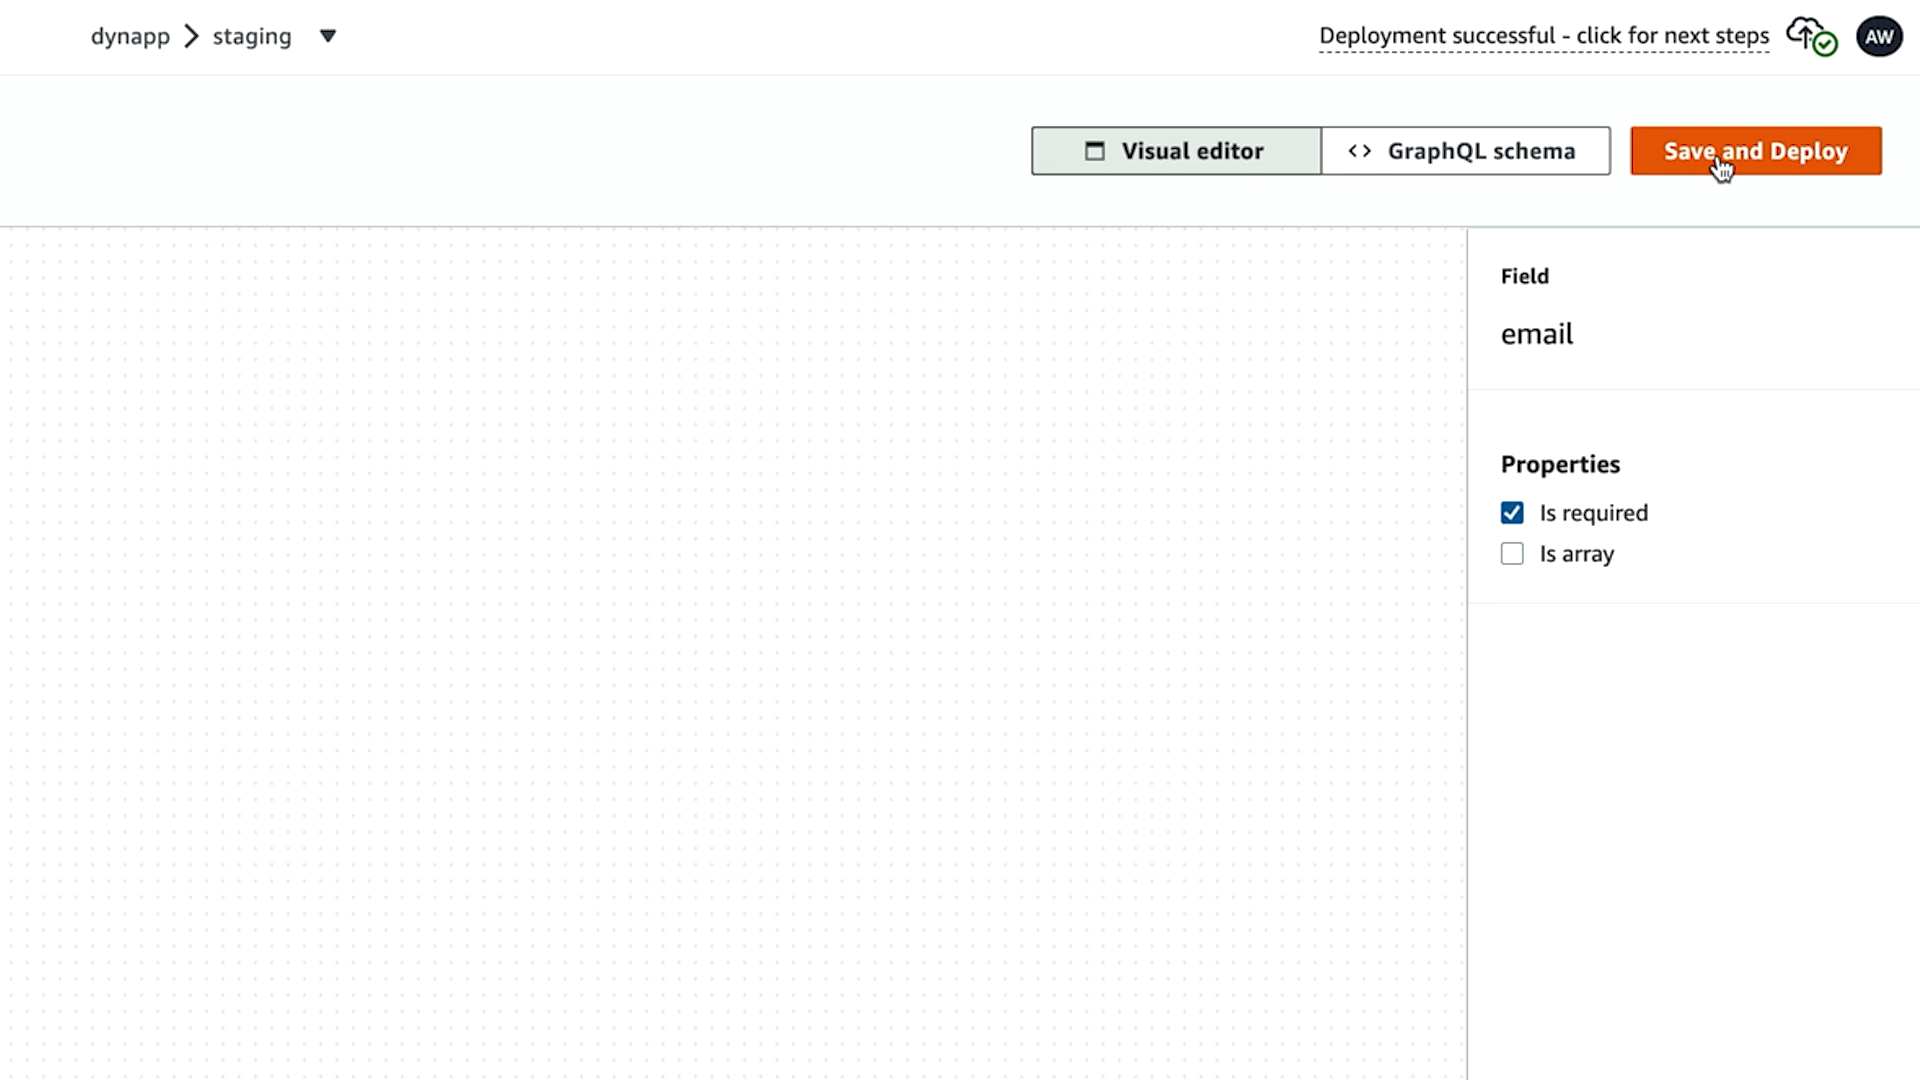 dynapp > staging
Deployment successful - click for next steps
AW
Visual editor
<> GraphQL schema
Save and Deploy
Field
email
Properties
Is required
Is array